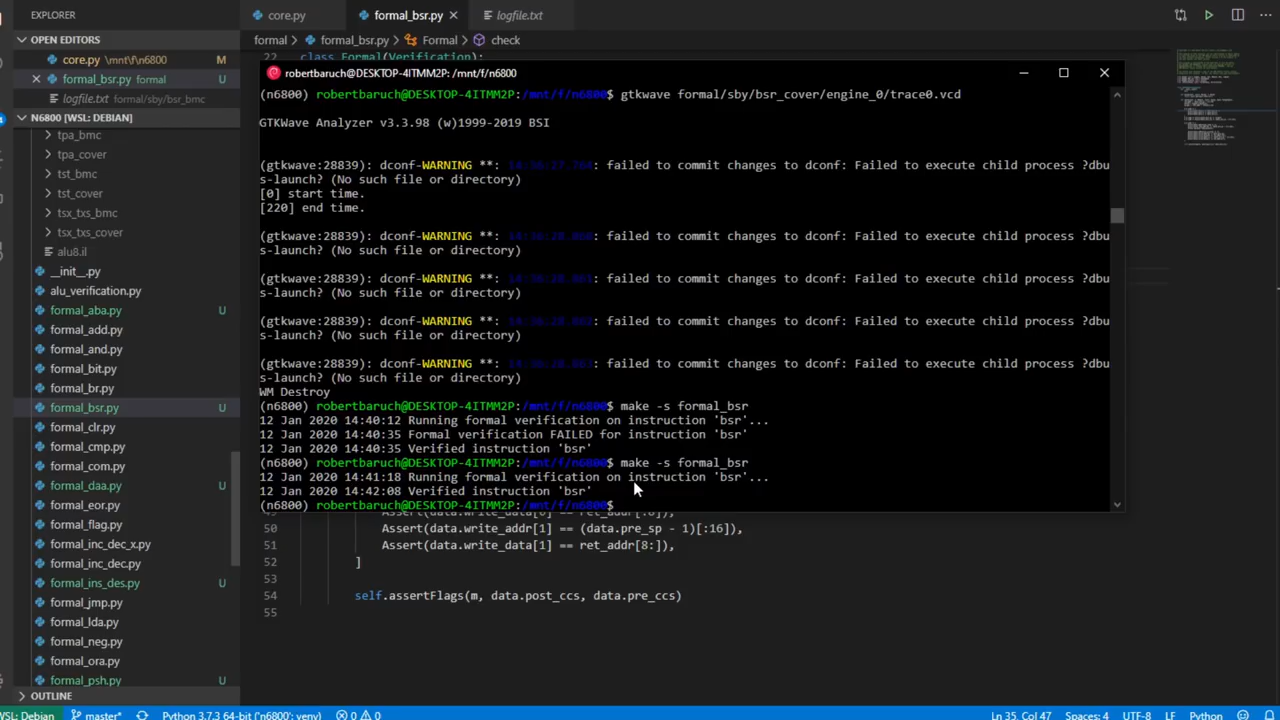 EXPLORER
core.py
formal_bsr.py
logfile.txt
OPEN EDITORS
formal > formal_bsr.py > Formal > check
core.py \mnt\f\n6800 M
22 class Formal(Verification):
formal_bsr.py formal U
logfile.txt formal/sby/bsr_bmc
N6800 [WSL: DEBIAN]
tpa_bmc
tpa_cover
tst_bmc
tst_cover
tsx_txs_bmc
tsx_txs_cover
alu8.il
__init__.py
alu_verification.py
formal_aba.py U
formal_add.py
formal_and.py
formal_bit.py
formal_br.py
formal_bsr.py U
formal_clr.py
formal_cmp.py
formal_com.py
formal_daa.py U
formal_eor.py
formal_flag.py
formal_inc_dec_x.py
formal_inc_dec.py
formal_ins_des.py U
formal_jmp.py
formal_lda.py
formal_neg.py
formal_ora.py
formal_psh.py U
OUTLINE
robertbaruch@DESKTOP-4ITMM2P: /mnt/f/n6800
(n6800) robertbaruch@DESKTOP-4ITMM2P:/mnt/f/n6800$ gtkwave formal/sby/bsr_cover/engine_0/trace0.vcd
GTKWave Analyzer v3.3.98 (w)1999-2019 BSI
(gtkwave:28839): dconf-WARNING **: failed to commit changes to dconf: Failed to execute child process ?dbu
s-launch? (No such file or directory)
[0] start time.
[220] end time.
(gtkwave:28839): dconf-WARNING **: failed to commit changes to dconf: Failed to execute child process ?dbu
s-launch? (No such file or directory)
(gtkwave:28839): dconf-WARNING **: failed to commit changes to dconf: Failed to execute child process ?dbu
s-launch? (No such file or directory)
(gtkwave:28839): dconf-WARNING **: failed to commit changes to dconf: Failed to execute child process ?dbu
s-launch? (No such file or directory)
(gtkwave:28839): dconf-WARNING **: failed to commit changes to dconf: Failed to execute child process ?dbu
s-launch? (No such file or directory)
WM Destroy
(n6800) robertbaruch@DESKTOP-4ITMM2P:/mnt/f/n6800$ make -s formal_bsr
12 Jan 2020 14:40:12 Running formal verification on instruction 'bsr'...
12 Jan 2020 14:40:35 Formal verification FAILED for instruction 'bsr'
12 Jan 2020 14:40:35 Verified instruction 'bsr'
(n6800) robertbaruch@DESKTOP-4ITMM2P:/mnt/f/n6800$ make -s formal_bsr
12 Jan 2020 14:41:18 Running formal verification on instruction 'bsr'...
12 Jan 2020 14:42:08 Verified instruction 'bsr'
(n6800) robertbaruch@DESKTOP-4ITMM2P:/mnt/f/n6800$
50 Assert(data.write_addr[1] == (data.pre_sp - 1)[:16]),
51 Assert(data.write_data[1] == ret_addr[8:]),
52 ]
53
54 self.assertFlags(m, data.post_ccs, data.pre_ccs)
55
WSL: Debian master* Python 3.7.3 64-bit ('n6800': venv) 0 0 Ln 35, Col 47 Spaces: 4 UTF-8 LF Python